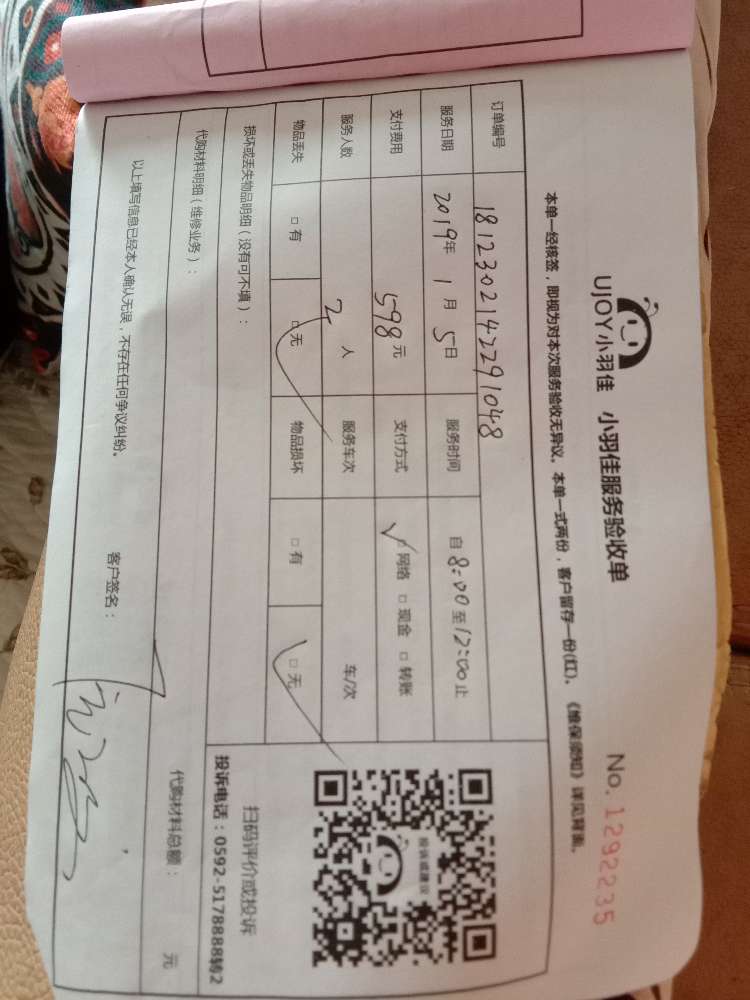 UJOY小羽佳 小羽佳服务验收单 No. 1292235
本单一经核签，即视为对本次服务验收无异议。本单一式两份，客户留存一份(红)。《维保须知》详见背面。
订单编号 181230214229 1048
服务日期 2019年 1月 5日 服务时间 自 8:00 至 12:00 止
支付费用 598元 支付方式 网络 □ 现金 □ 转账
服务人数 2 人 服务车次 车/次
物品丢失 □ 有 □ 无 物品损坏 □ 有 □ 无
投诉或建议
扫码评价或投诉
投诉电话：0592-5178888转2
损坏或丢失物品明细（没有可不填）：
代购材料明细（维修业务）： 代购材料总额： 元
以上填写信息已经本人确认无误，不存在任何争议纠纷。 客户签名：